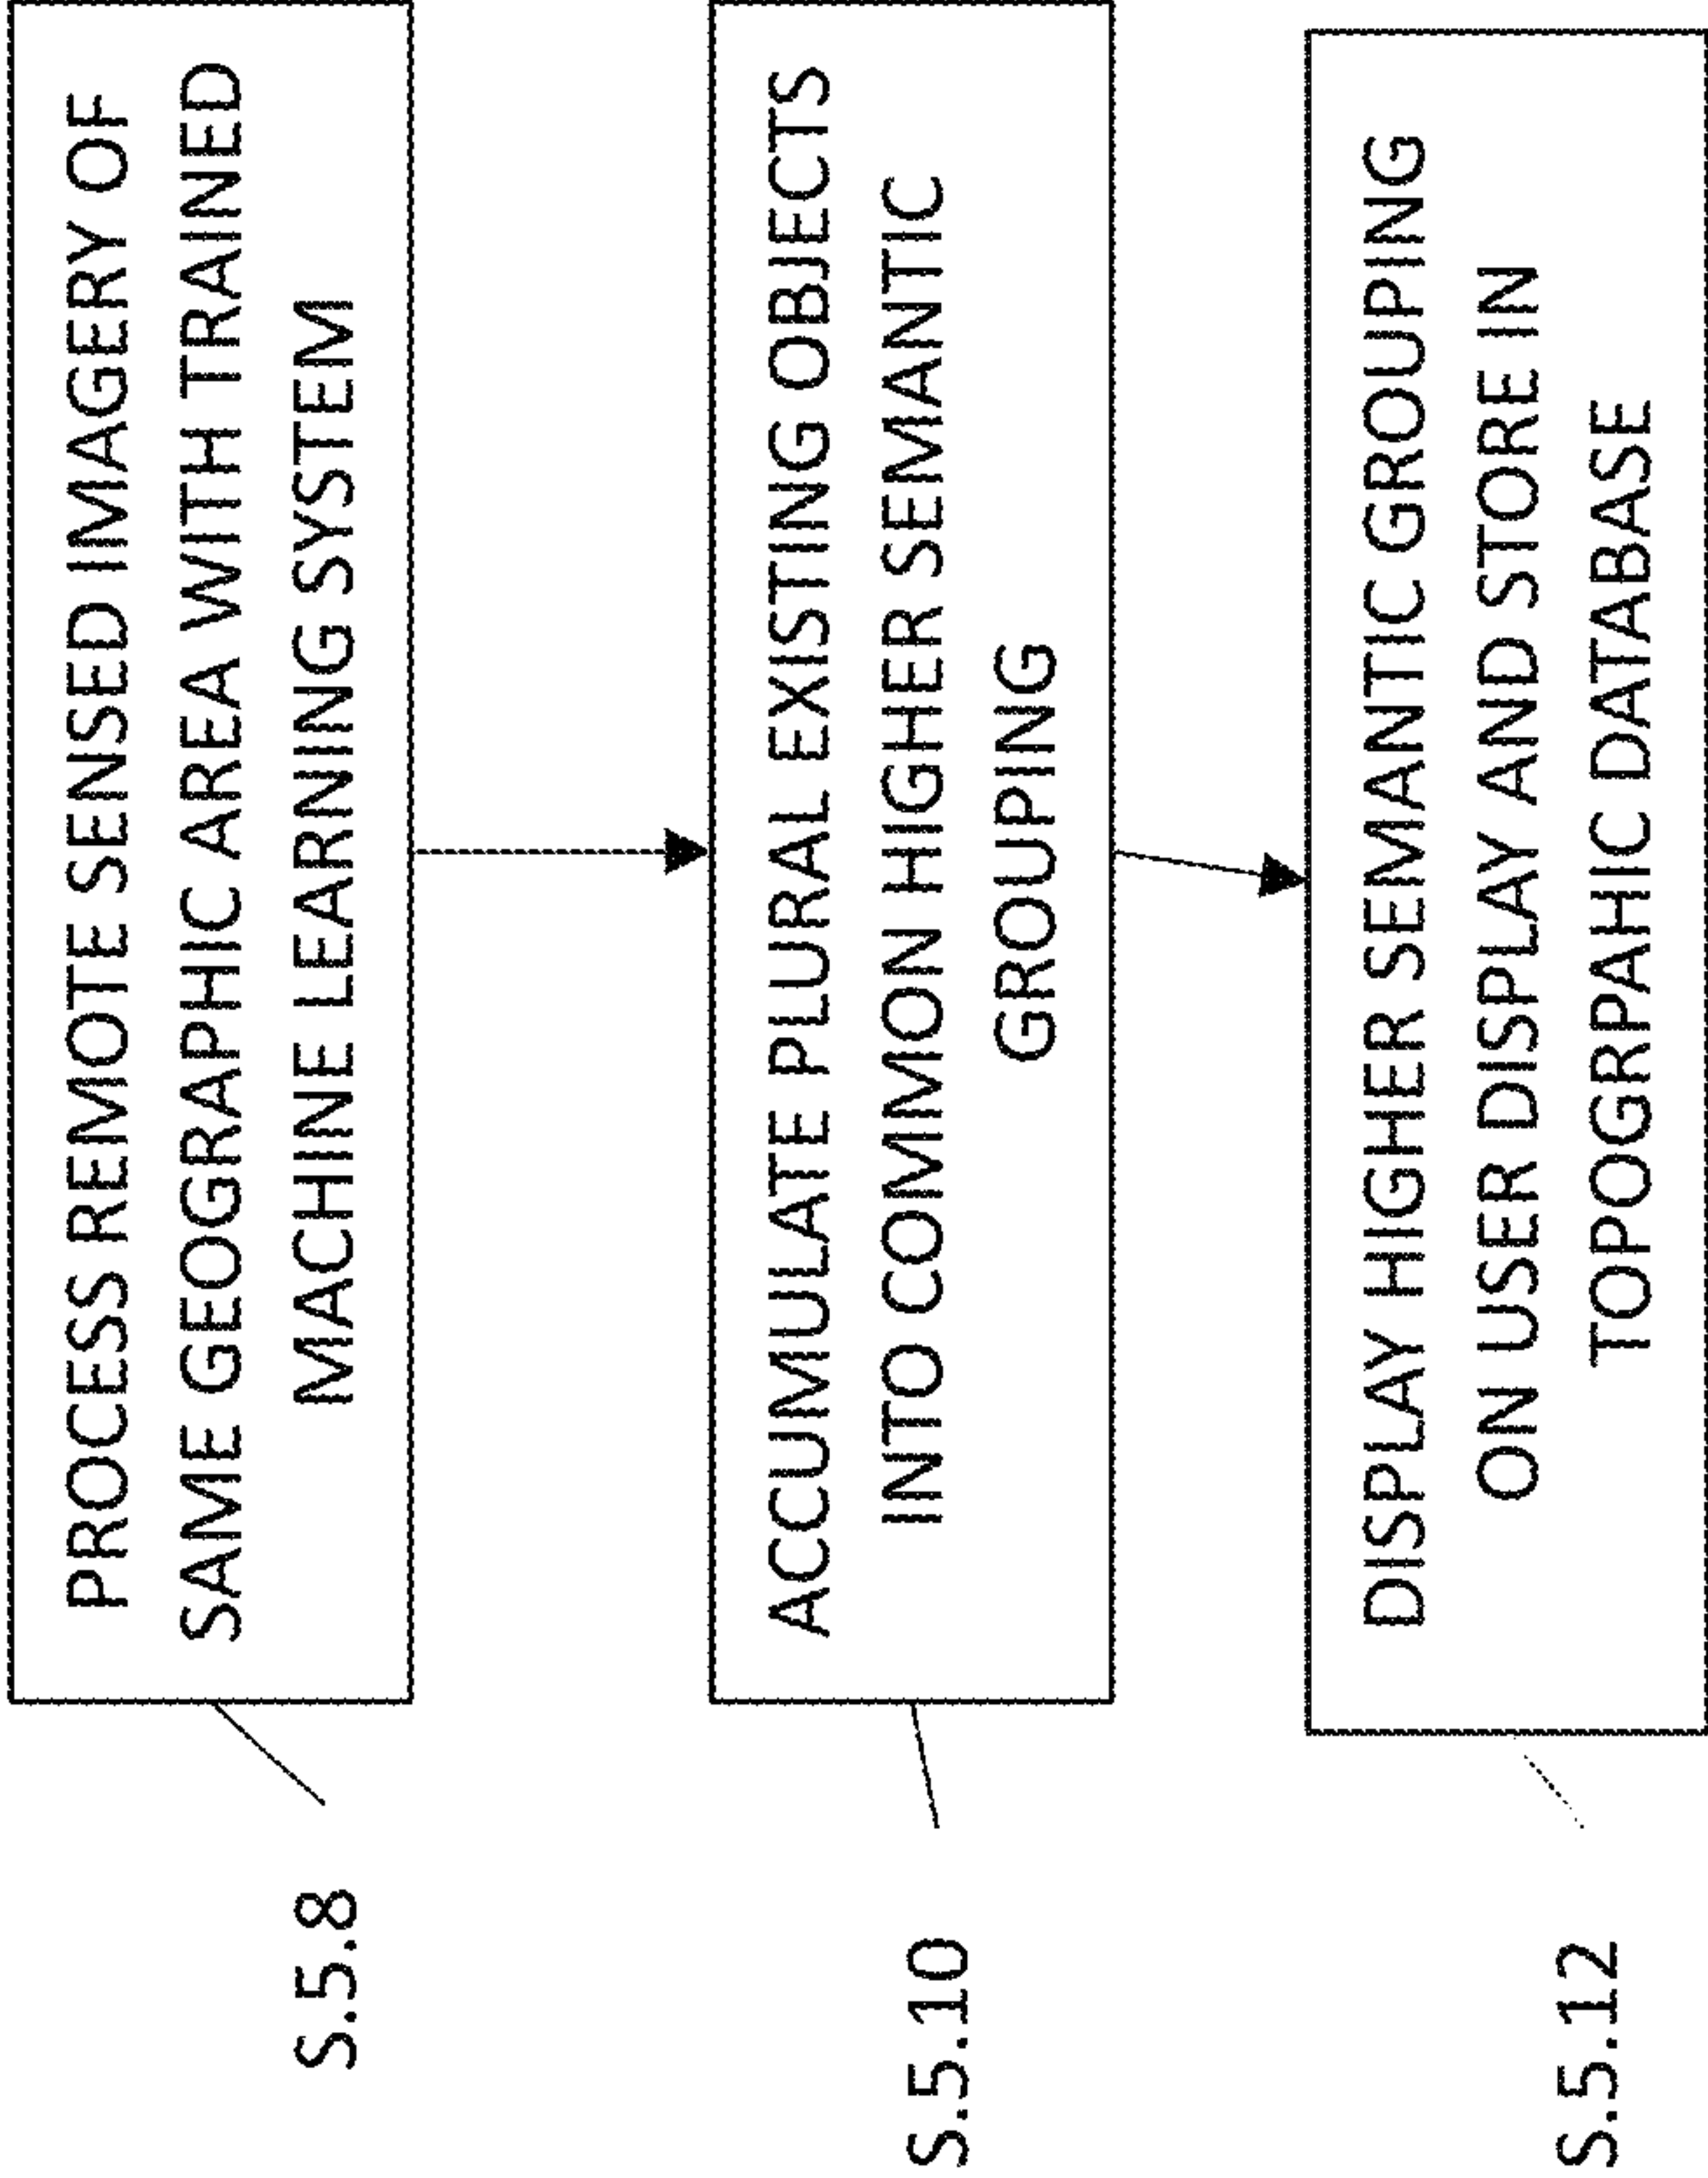 PROCESS REMOTE SENSED IMAGERY OF
SAME GEOGRAPHIC AREA WITH TRAINED
MACHINE LEARNING SYSTEM
S.5.8
ACCUMULATE PLURAL EXISTING OBJECTS
INTO COMMON HIGHER SEMANTIC
GROUPING
S.5.10
DISPLAY HIGHER SEMANTIC GROUPING
ON USER DISPLAY AND STORE IN
TOPOGRPAHIC DATABASE
S.5.12